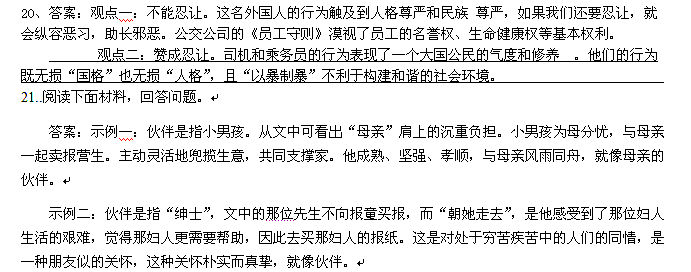 20、答案：观点一：不能忍让。这名外国人的行为触及到人格尊严和民族 尊严，如果我们还要忍让，就
会纵容恶习，助长邪恶。公交公司的《员工守则》漠视了员工的名誉权、生命健康权等基本权利。
观点二：赞成忍让。司机和乘务员的行为表现了一个大国公民的气度和修养 。他们的行为
既无损“国格”也无损“人格”，且“以暴制暴”不利于构建和谐的社会环境。
21..阅读下面材料，回答问题。
答案：示例一：伙伴是指小男孩。从文中可看出“母亲”肩上的沉重负担。小男孩为母分忧，与母亲
一起卖报营生。主动灵活地兜揽生意，共同支撑家。他成熟、坚强、孝顺，与母亲风雨同舟，就像母亲的
伙伴。
示例二：伙伴是指“绅士”，文中的那位先生不向报童买报，而“朝她走去”，是他感受到了那位妇人
生活的艰难，觉得那妇人更需要帮助，因此去买那妇人的报纸。这是对处于穷苦疾苦中的人们的同情，是
一种朋友似的关怀，这种关怀朴实而真挚，就像伙伴。